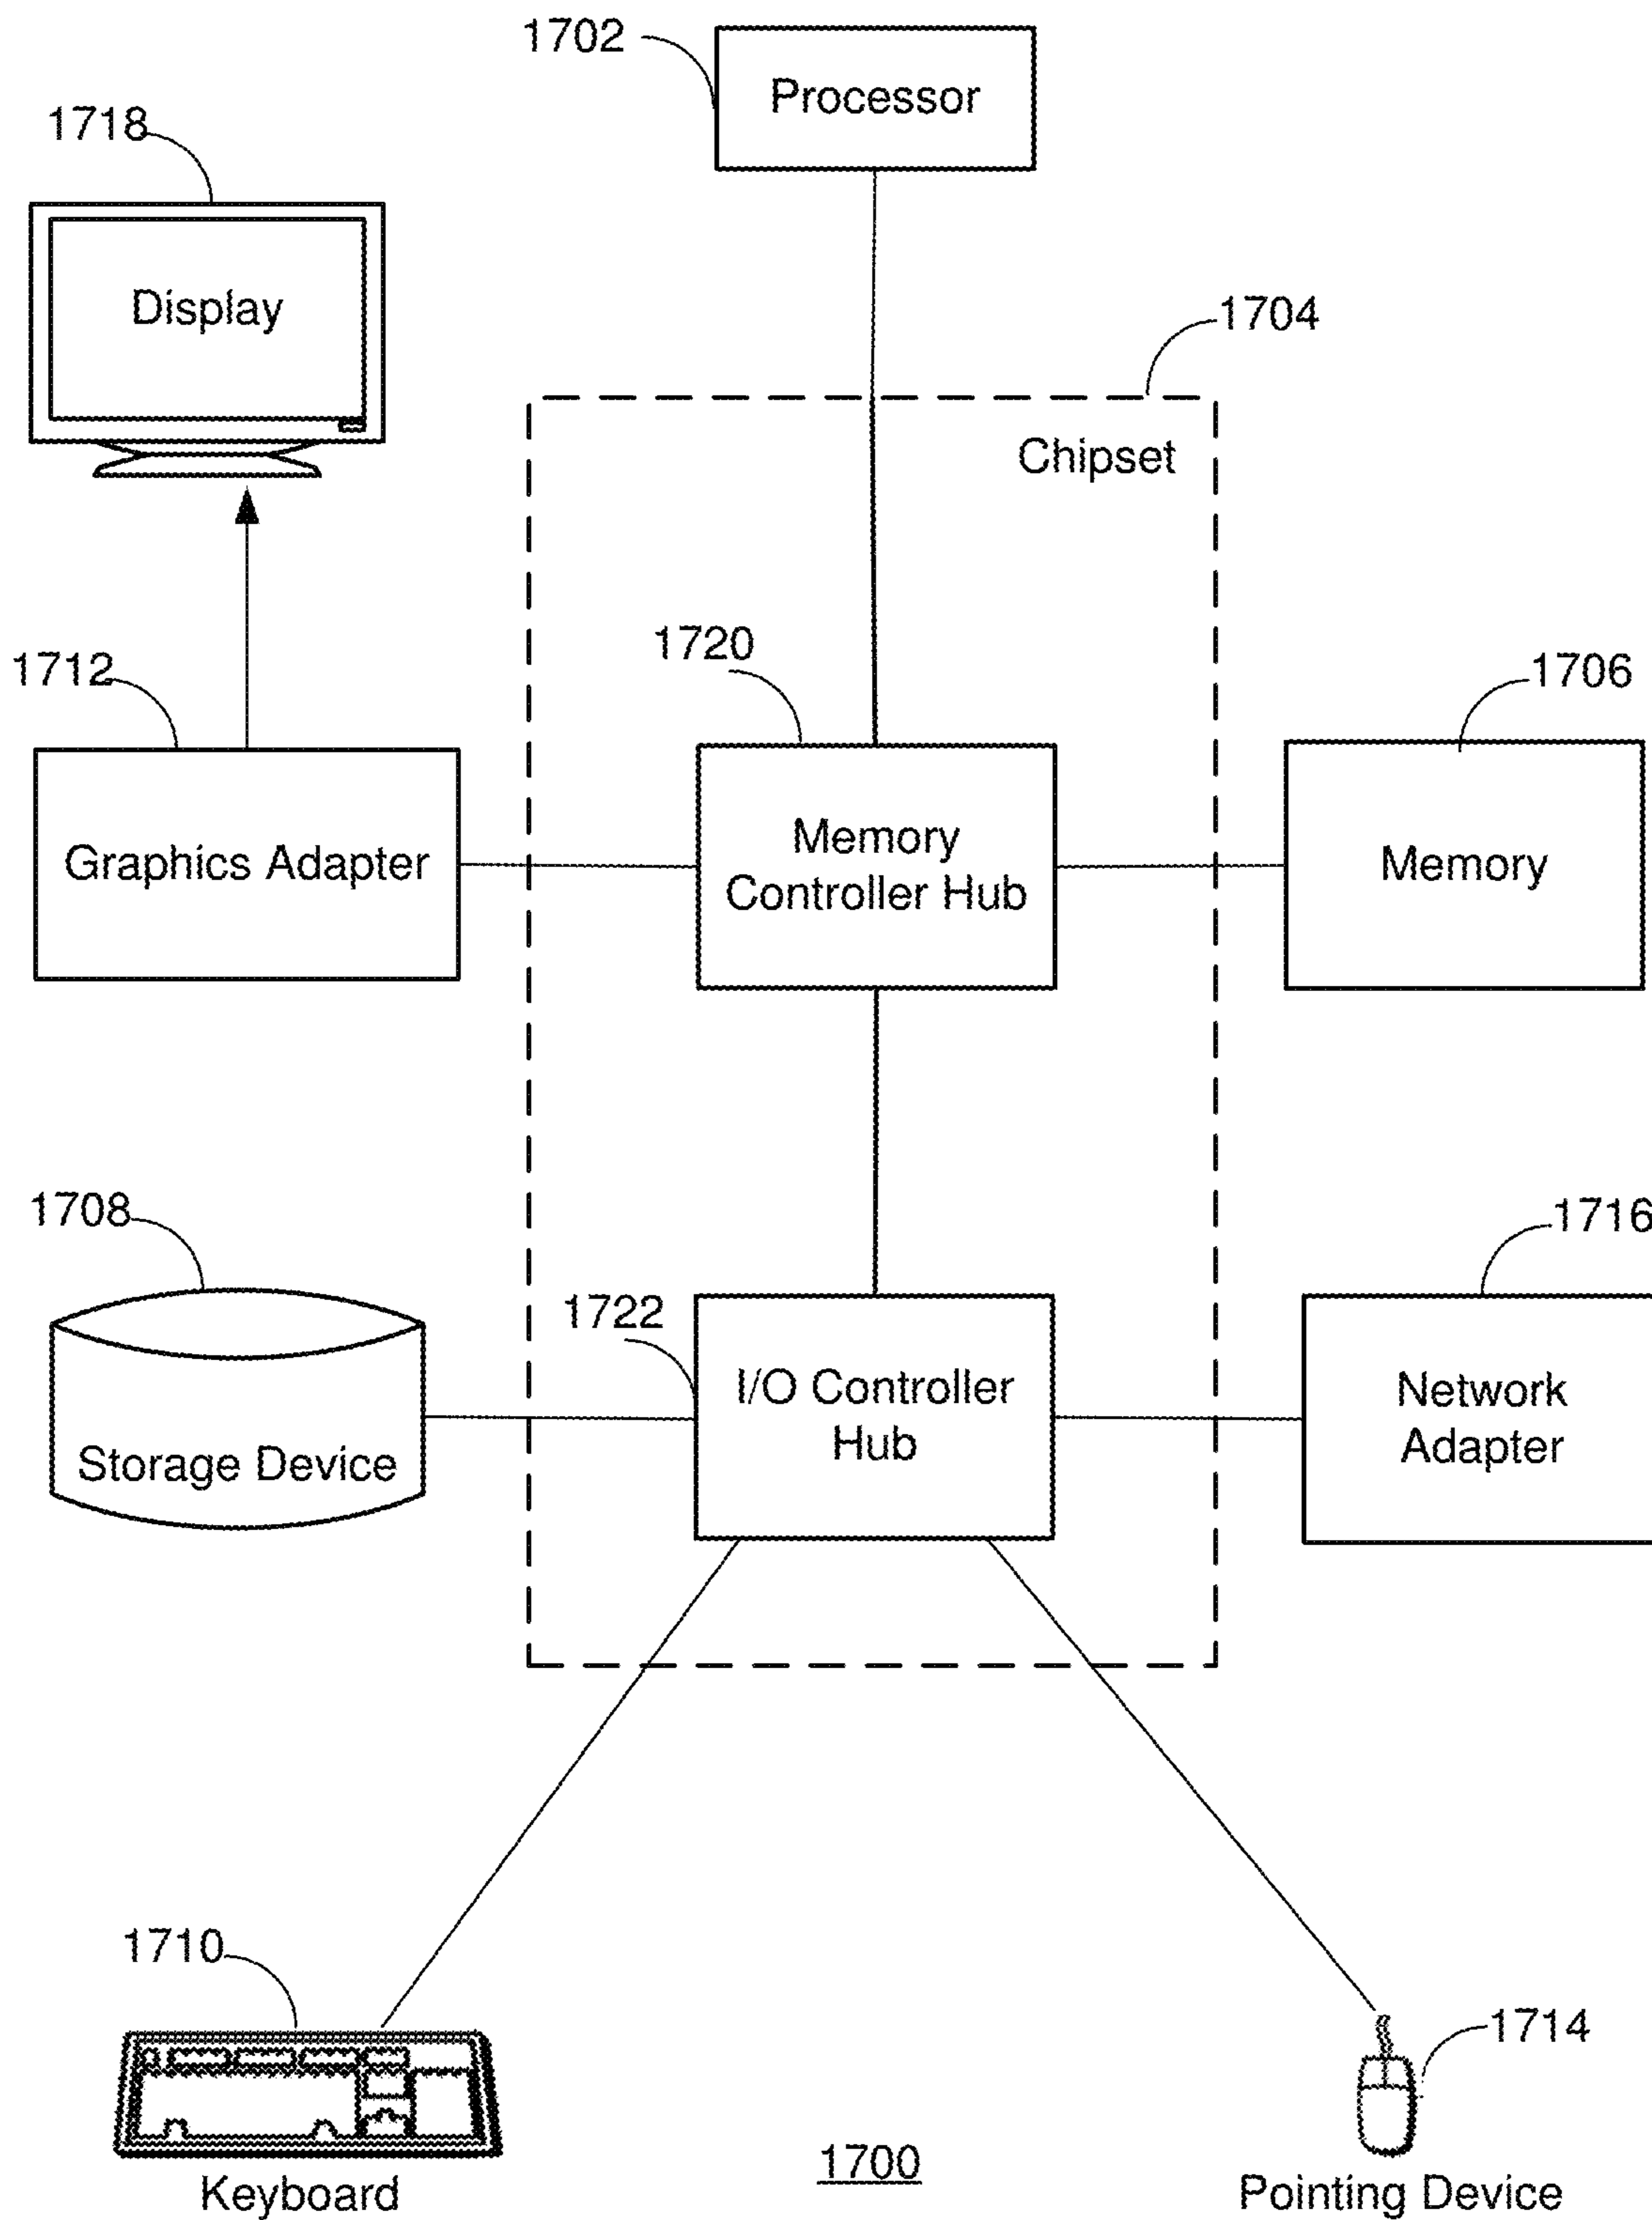 1702
Processor
1718
Display
1704
Chipset
1720
1712
1706
Graphics Adapter
Memory
Controller Hub
Memory
1708
1716
1722
Storage Device
I/O Controller
Hub
Network
Adapter
1710
1714
Keyboard
1700
Pointing Device